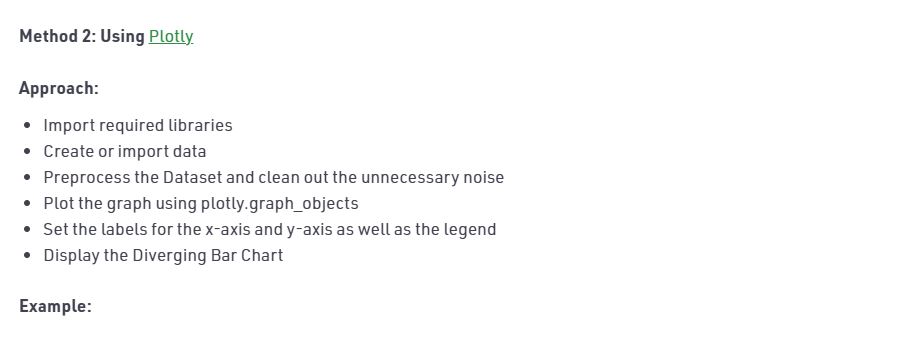 Method 2: Using Plotly
Approach:
• Import required libraries
• Create or import data
• Preprocess the Dataset and clean out the unnecessary noise
• Plot the graph using plotly.graph_objects
• Set the labels for the x-axis and y-axis as well as the legend
• Display the Diverging Bar Chart
Example: